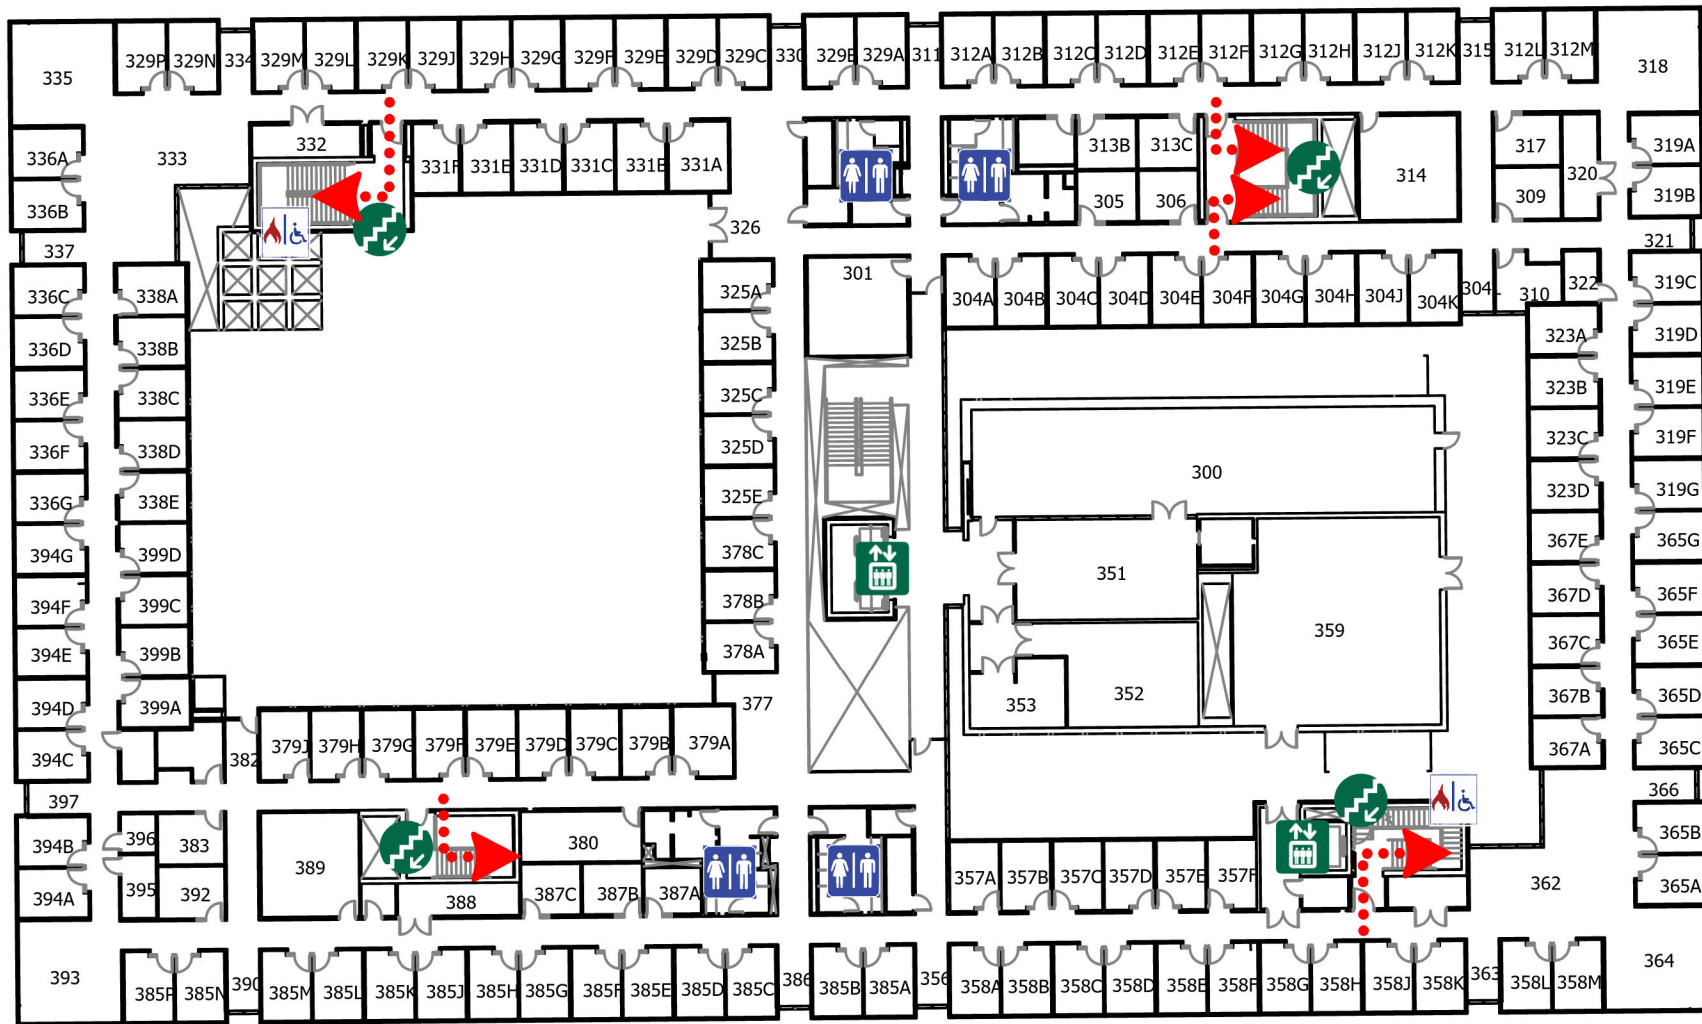 335
329P 329N 334 329M 329L 329K 329J 329H 329G 329F 329E 329D 329C 330 329B 329A 311 312A 312B 312C 312D 312E 312F 312G 312H 312J 312K 315 312L 312M 318
336A 333 332 331F 331E 331D 331C 331B 331A 313B 313C 314 317 320 319A
336B 305 306 309 319B
337 326 321
336C 338A 325A 301 304A 304B 304C 304D 304E 304F 304G 304H 304J 304K 304L 310 322 319C
336D 338B 325B 323A 319D
336E 338C 325C 323B 319E
336F 338D 325D 323C 319F
336G 338E 325E 300 323D 319G
394G 399D 378C 351 367E 365G
394F 399C 378B 367D 365F
394E 399B 378A 359 367C 365E
394D 399A 377 353 352 367B 365D
394C 382 379J 379H 379G 379F 379E 379D 379C 379B 379A 367A 365C
397 366
394B 396 383 389 380 365B
394A 395 392 388 387C 387B 387A 357A 357B 357C 357D 357E 357F 362 365A
393 385P 385N 390 385M 385L 385K 385J 385H 385G 385F 385E 385D 385C 386 385B 385A 356 358A 358B 358C 358D 358E 358F 358G 358H 358J 358K 363 358L 358M 364